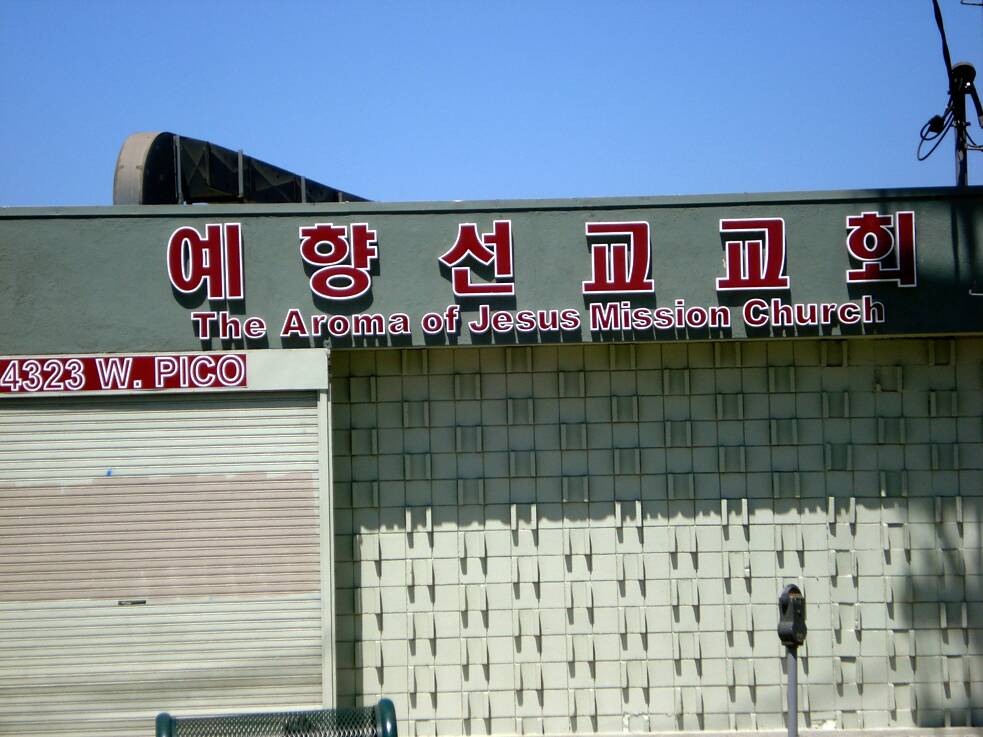 예향선교교회
The Aroma of Jesus Mission Church
4323 W. PICO